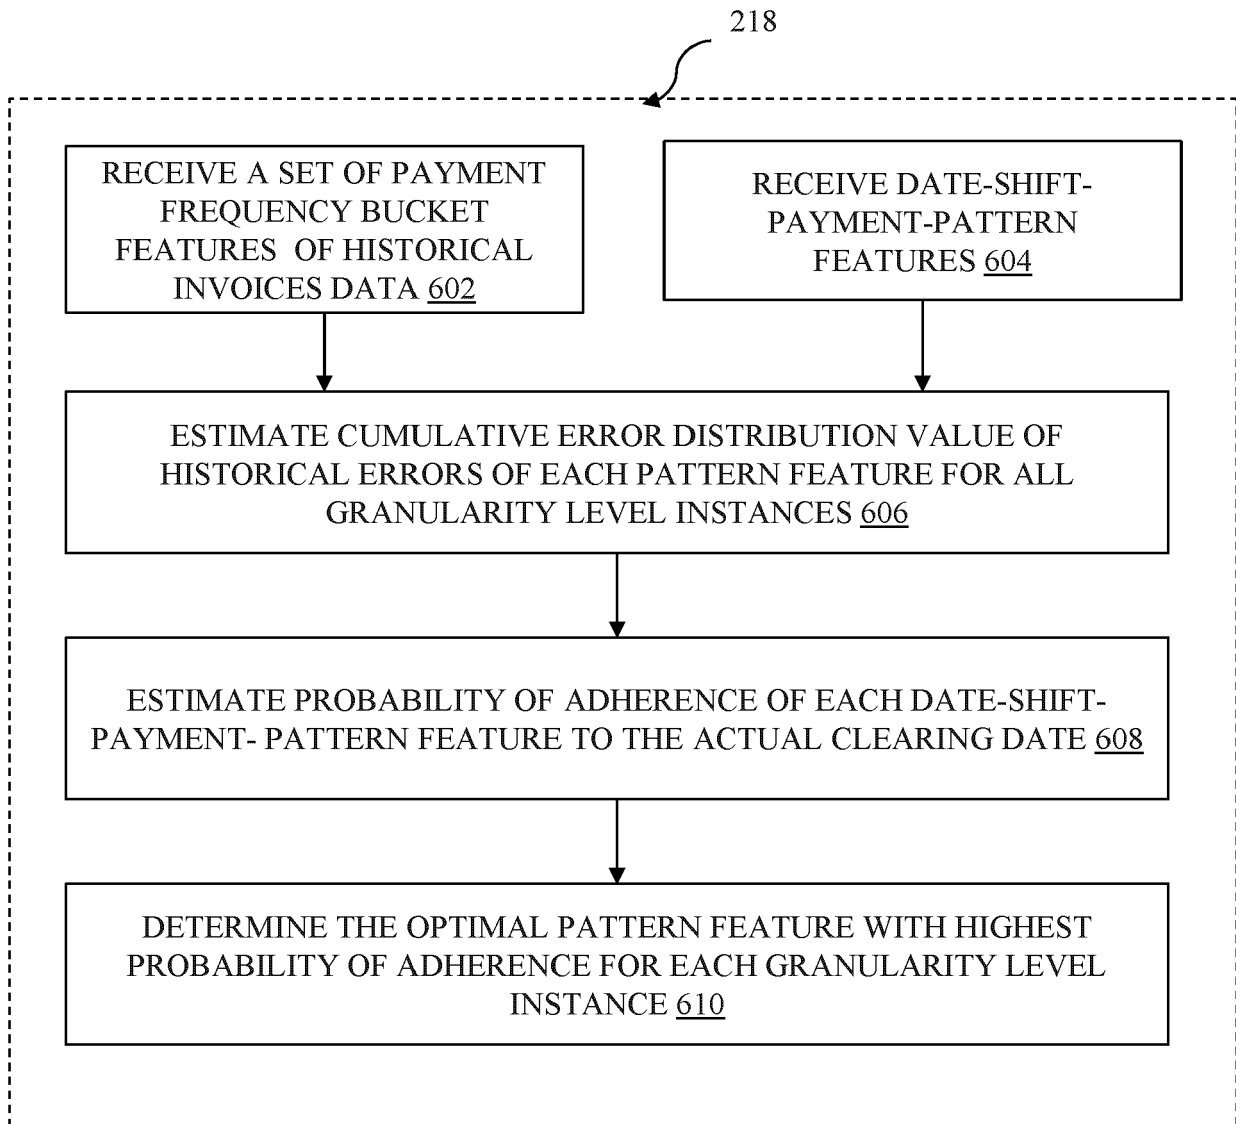 218
RECEIVE A SET OF PAYMENT
FREQUENCY BUCKET
FEATURES OF HISTORICAL
INVOICES DATA 602
RECEIVE DATE-SHIFT-
PAYMENT-PATTERN
FEATURES 604
ESTIMATE CUMULATIVE ERROR DISTRIBUTION VALUE OF
HISTORICAL ERRORS OF EACH PATTERN FEATURE FOR ALL
GRANULARITY LEVEL INSTANCES 606
ESTIMATE PROBABILITY OF ADHERENCE OF EACH DATE-SHIFT-
PAYMENT- PATTERN FEATURE TO THE ACTUAL CLEARING DATE 608
DETERMINE THE OPTIMAL PATTERN FEATURE WITH HIGHEST
PROBABILITY OF ADHERENCE FOR EACH GRANULARITY LEVEL
INSTANCE 610